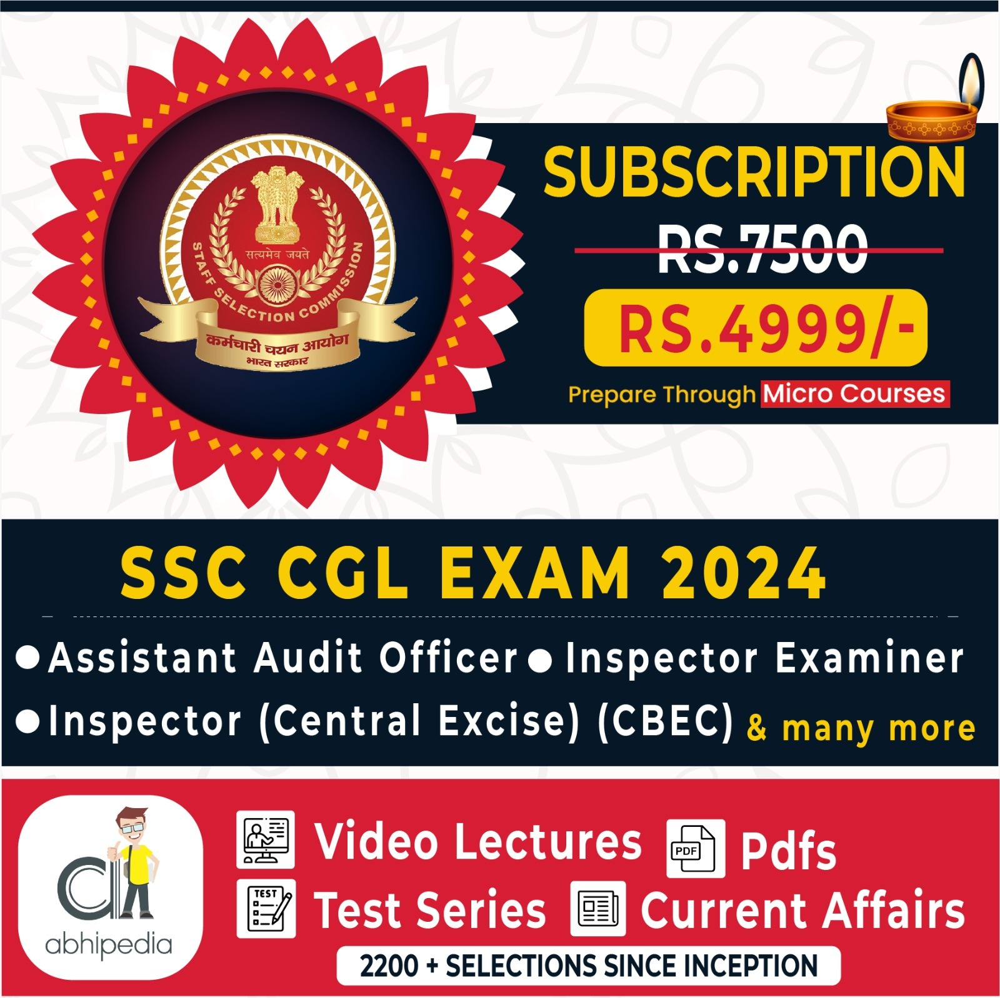 सत्यमेव जयते
STAFF SELECTION COMMISSION
कर्मचारी चयन आयोग
भारत सरकार
SUBSCRIPTION
RS.7500
RS.4999/-
Prepare Through Micro Courses
SSC CGL EXAM 2024
Assistant Audit Officer ● Inspector Examiner
● Inspector (Central Excise) (CBEC) & many more
abhipedia
Video Lectures
PDF Pdfs
TEST Test Series
Current Affairs
2200 + SELECTIONS SINCE INCEPTION